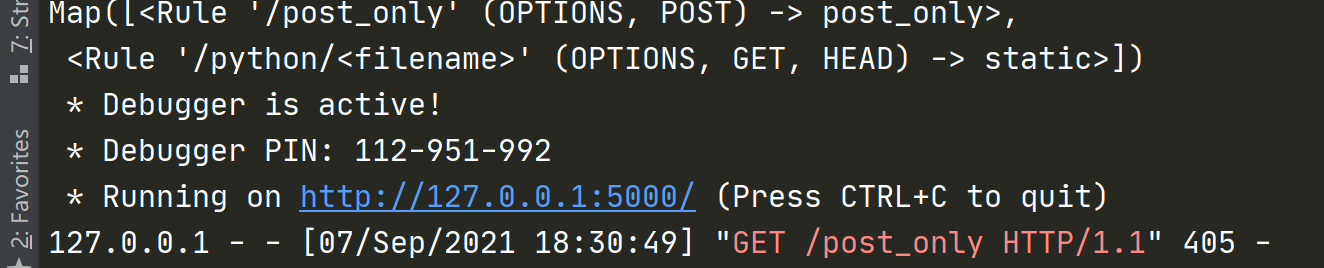 Map([<Rule '/post_only' (OPTIONS, POST) -> post_only>,
<Rule '/python/<filename>' (OPTIONS, GET, HEAD) -> static>])
* Debugger is active!
* Debugger PIN: 112-951-992
* Running on http://127.0.0.1:5000/ (Press CTRL+C to quit)
127.0.0.1 - - [07/Sep/2021 18:30:49] "GET /post_only HTTP/1.1" 405 -
7: Str
2: Favorites